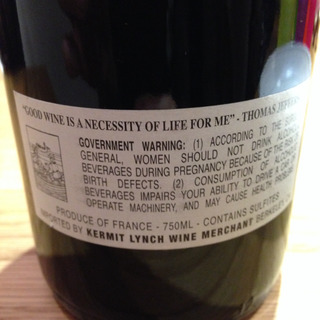 "GOOD WINE IS A NECESSITY OF LIFE FOR ME" - THOMAS
GOVERNMENT WARNING: (1) ACCORDING TO THE
GENERAL, WOMEN SHOULD NOT DRINK
BEVERAGES DURING PREGNANCY BECAUSE OF THE RISK
BIRTH DEFECTS. (2) CONSUMPTION OF
BEVERAGES IMPAIRS YOUR ABILITY TO DRIVE A
OPERATE MACHINERY, AND MAY CAUSE HEALTH
PRODUCE OF FRANCE - 750ML - CONTAINS SULFITES
IMPORTED BY KERMIT LYNCH WINE MERCHANT BERKELEY,